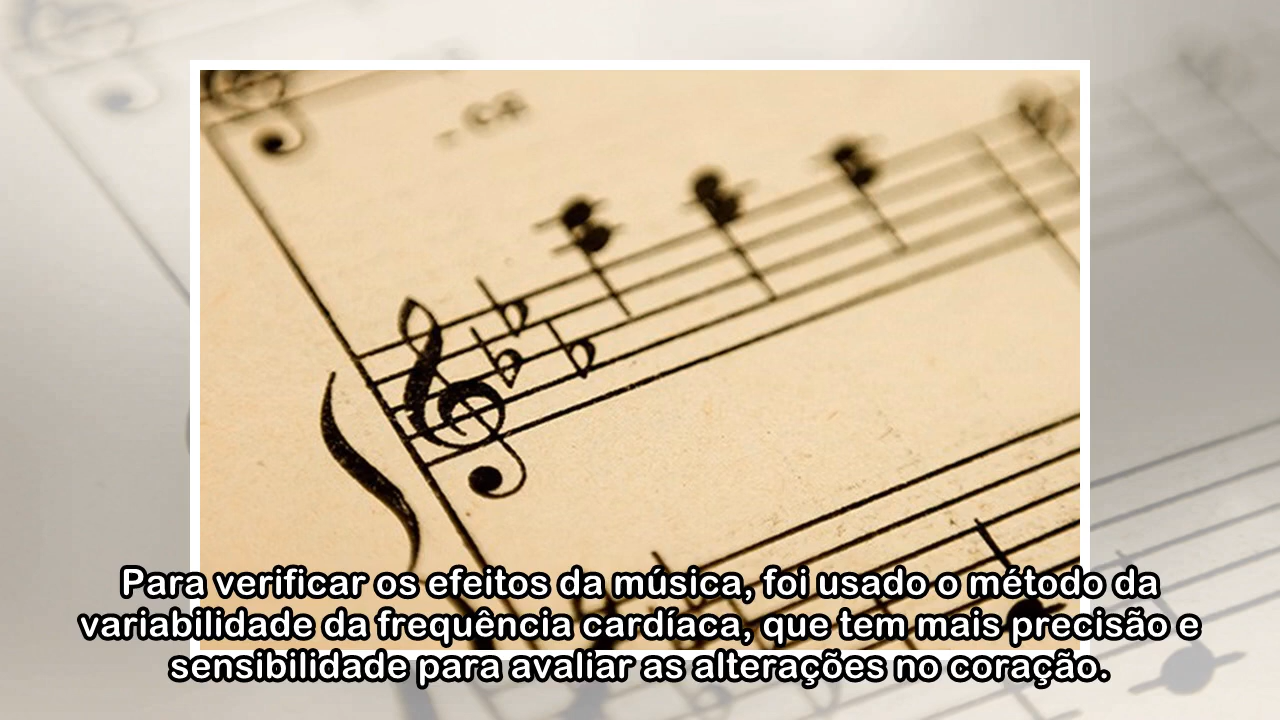 Para verificar os efeitos da música, foi usado o método da
variabilidade da frequência cardíaca, que tem mais precisão e
sensibilidade para avaliar as alterações no coração.